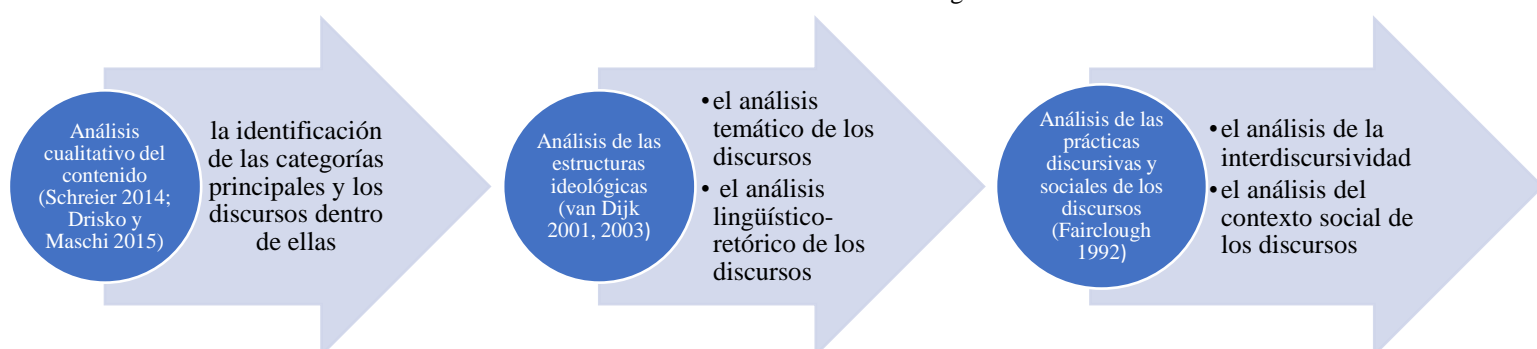 Análisis
cualitativo del
contenido
(Schreier 2014;
Drisko y
Maschi 2015)
la identificación
de las categorías
principales y los
discursos dentro
de ellas
Análisis de las
estructuras
ideológicas
(van Dijk
2001, 2003)
•el análisis
temático de los
discursos
• el análisis
lingüístico-
retórico de los
discursos
Análisis de las
prácticas
discursivas y
sociales de los
discursos
(Fairclough
1992)
•el análisis de la
interdiscursividad
•el análisis del
contexto social de
los discursos